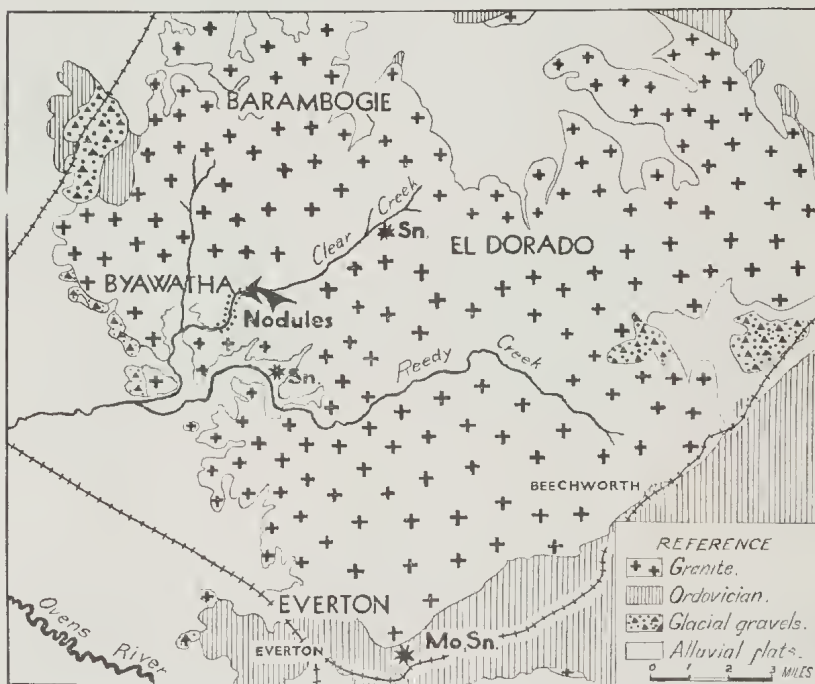 BARAMBOGIE
Clear Creek
Sn.
EL DORADO
BYAWATHA
Nodules
Sn.
Reedy Creek
BEECHWORTH
EVERTON
EVERTON
Mo, Sn.
Ovens River
REFERENCE
Granite.
Ordovician.
Glacial gravels.
Alluvial flats.
0 1 2 3 MILES